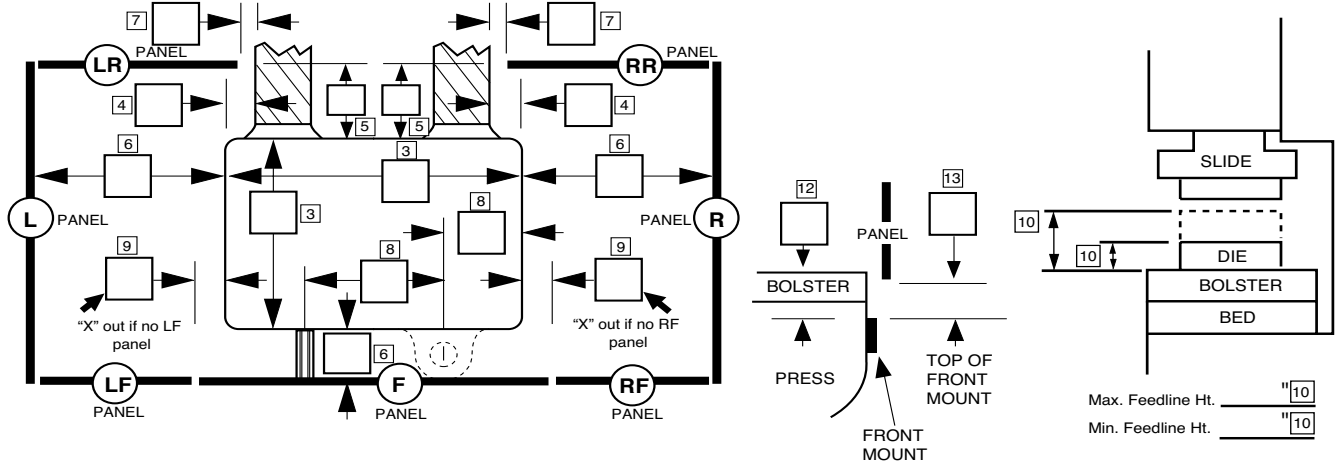 7
7
PANEL
PANEL
LR
RR
4
5
5
4
6
3
6
3
8
L
PANEL
PANEL
R
9
8
9
"X" out if no LF
panel
"X" out if no RF
panel
6
LF
PANEL
F
PANEL
RF
PANEL
12
13
PANEL
BOLSTER
PRESS
TOP OF
FRONT
MOUNT
FRONT
MOUNT
SLIDE
10
10
DIE
BOLSTER
BED
Max. Feedline Ht. ________" 10
Min. Feedline Ht. ________" 10